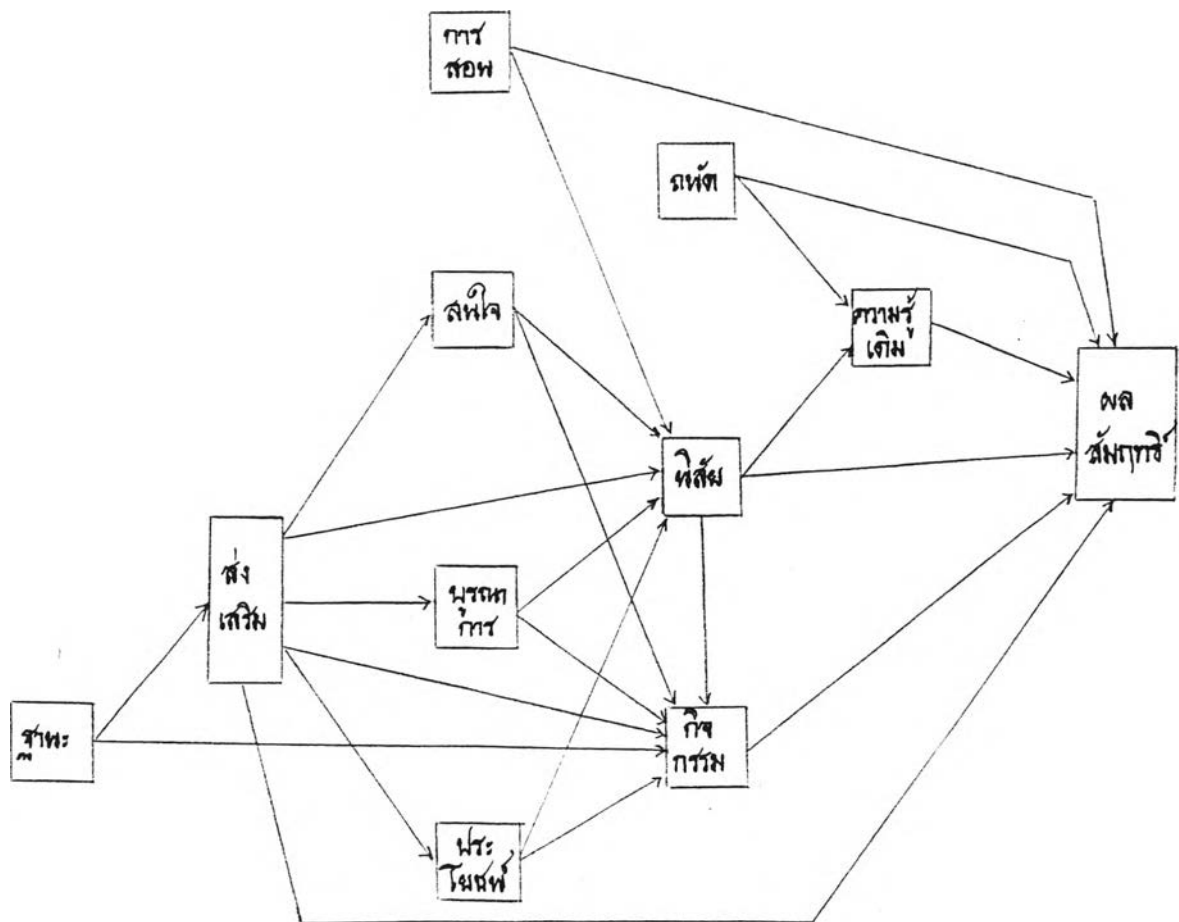 การ
สอน
ถนัด
สนใจ
ความรู้
เดิม
ผล
สัมฤทธิ์
นิสัย
ส่ง
เสริม
บูรณา
การ
ฐานะ
กิจ
กรรม
ประ
โยชน์